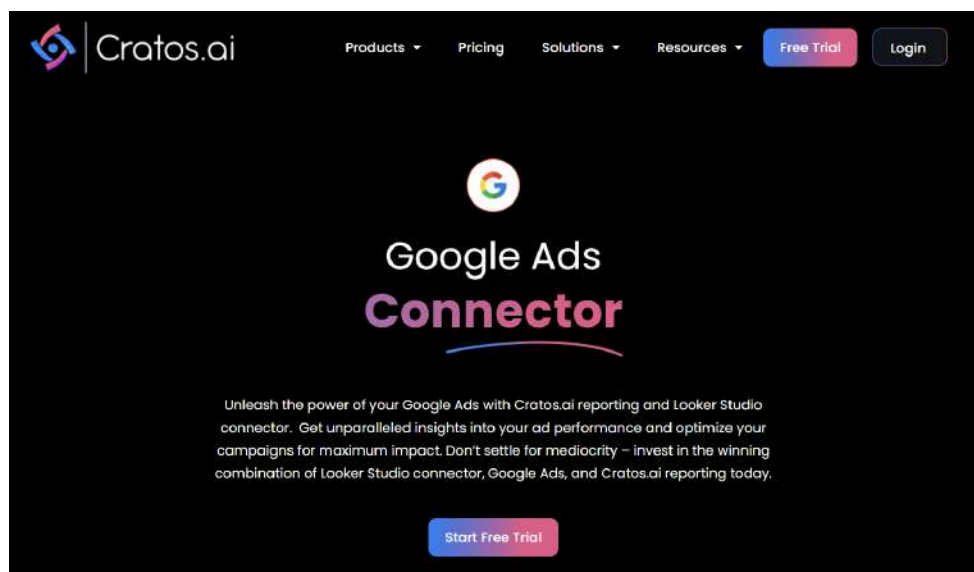 Cratos.ai
Products
Pricing
Solutions
Resources
Free Trial
Login
Google Ads
Connector
Unleash the power of your Google Ads with Cratos.ai reporting and Looker Studio
connector. Get unparalleled insights into your ad performance and optimize your
campaigns for maximum impact. Don't settle for mediocrity – invest in the winning
combination of Looker Studio connector, Google Ads, and Cratos.ai reporting today.
Start Free Trial